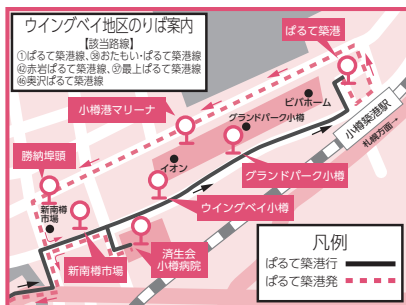 ウイングベイ地区のりば案内
【該当路線】
①ぱるて築港線、㊳おたもい・ぱるて築港線
㊷赤岩ぱるて築港線、㊲最上ぱるて築港線
㊻奥沢ぱるて築港線
ぱるて築港
小樽港マリーナ
ビバホーム
グランドパーク小樽
小樽築港駅
札幌方面→
勝納埠頭
イオン
グランドパーク小樽
新南樽
市場
ウイングベイ小樽
新南樽市場
済生会
小樽病院
凡例
ぱるて築港行
ぱるて築港発